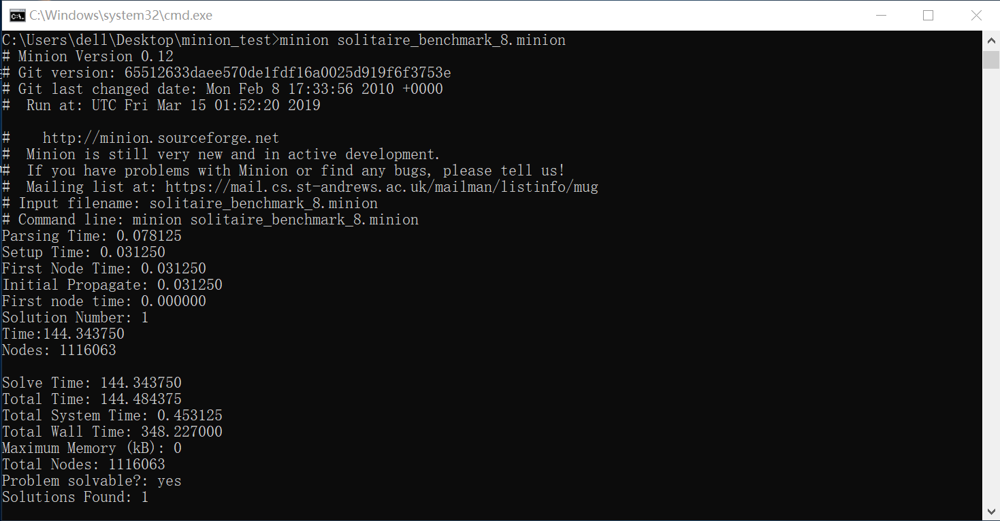 C:\Windows\system32\cmd.exe
C:\Users\dell\Desktop\minion_test>minion solitaire_benchmark_8.minion
# Minion Version 0.12
# Git version: 65512633daee570de1fdf16a0025d919f6f3753e
# Git last changed date: Mon Feb 8 17:33:56 2010 +0000
#  Run at: UTC Fri Mar 15 01:52:20 2019
#    http://minion.sourceforge.net
#  Minion is still very new and in active development.
#  If you have problems with Minion or find any bugs, please tell us!
#  Mailing list at: https://mail.cs.st-andrews.ac.uk/mailman/listinfo/mug
# Input filename: solitaire_benchmark_8.minion
# Command line: minion solitaire_benchmark_8.minion
Parsing Time: 0.078125
Setup Time: 0.031250
First Node Time: 0.031250
Initial Propagate: 0.031250
First node time: 0.000000
Solution Number: 1
Time:144.343750
Nodes: 1116063
Solve Time: 144.343750
Total Time: 144.484375
Total System Time: 0.453125
Total Wall Time: 348.227000
Maximum Memory (kB): 0
Total Nodes: 1116063
Problem solvable?: yes
Solutions Found: 1